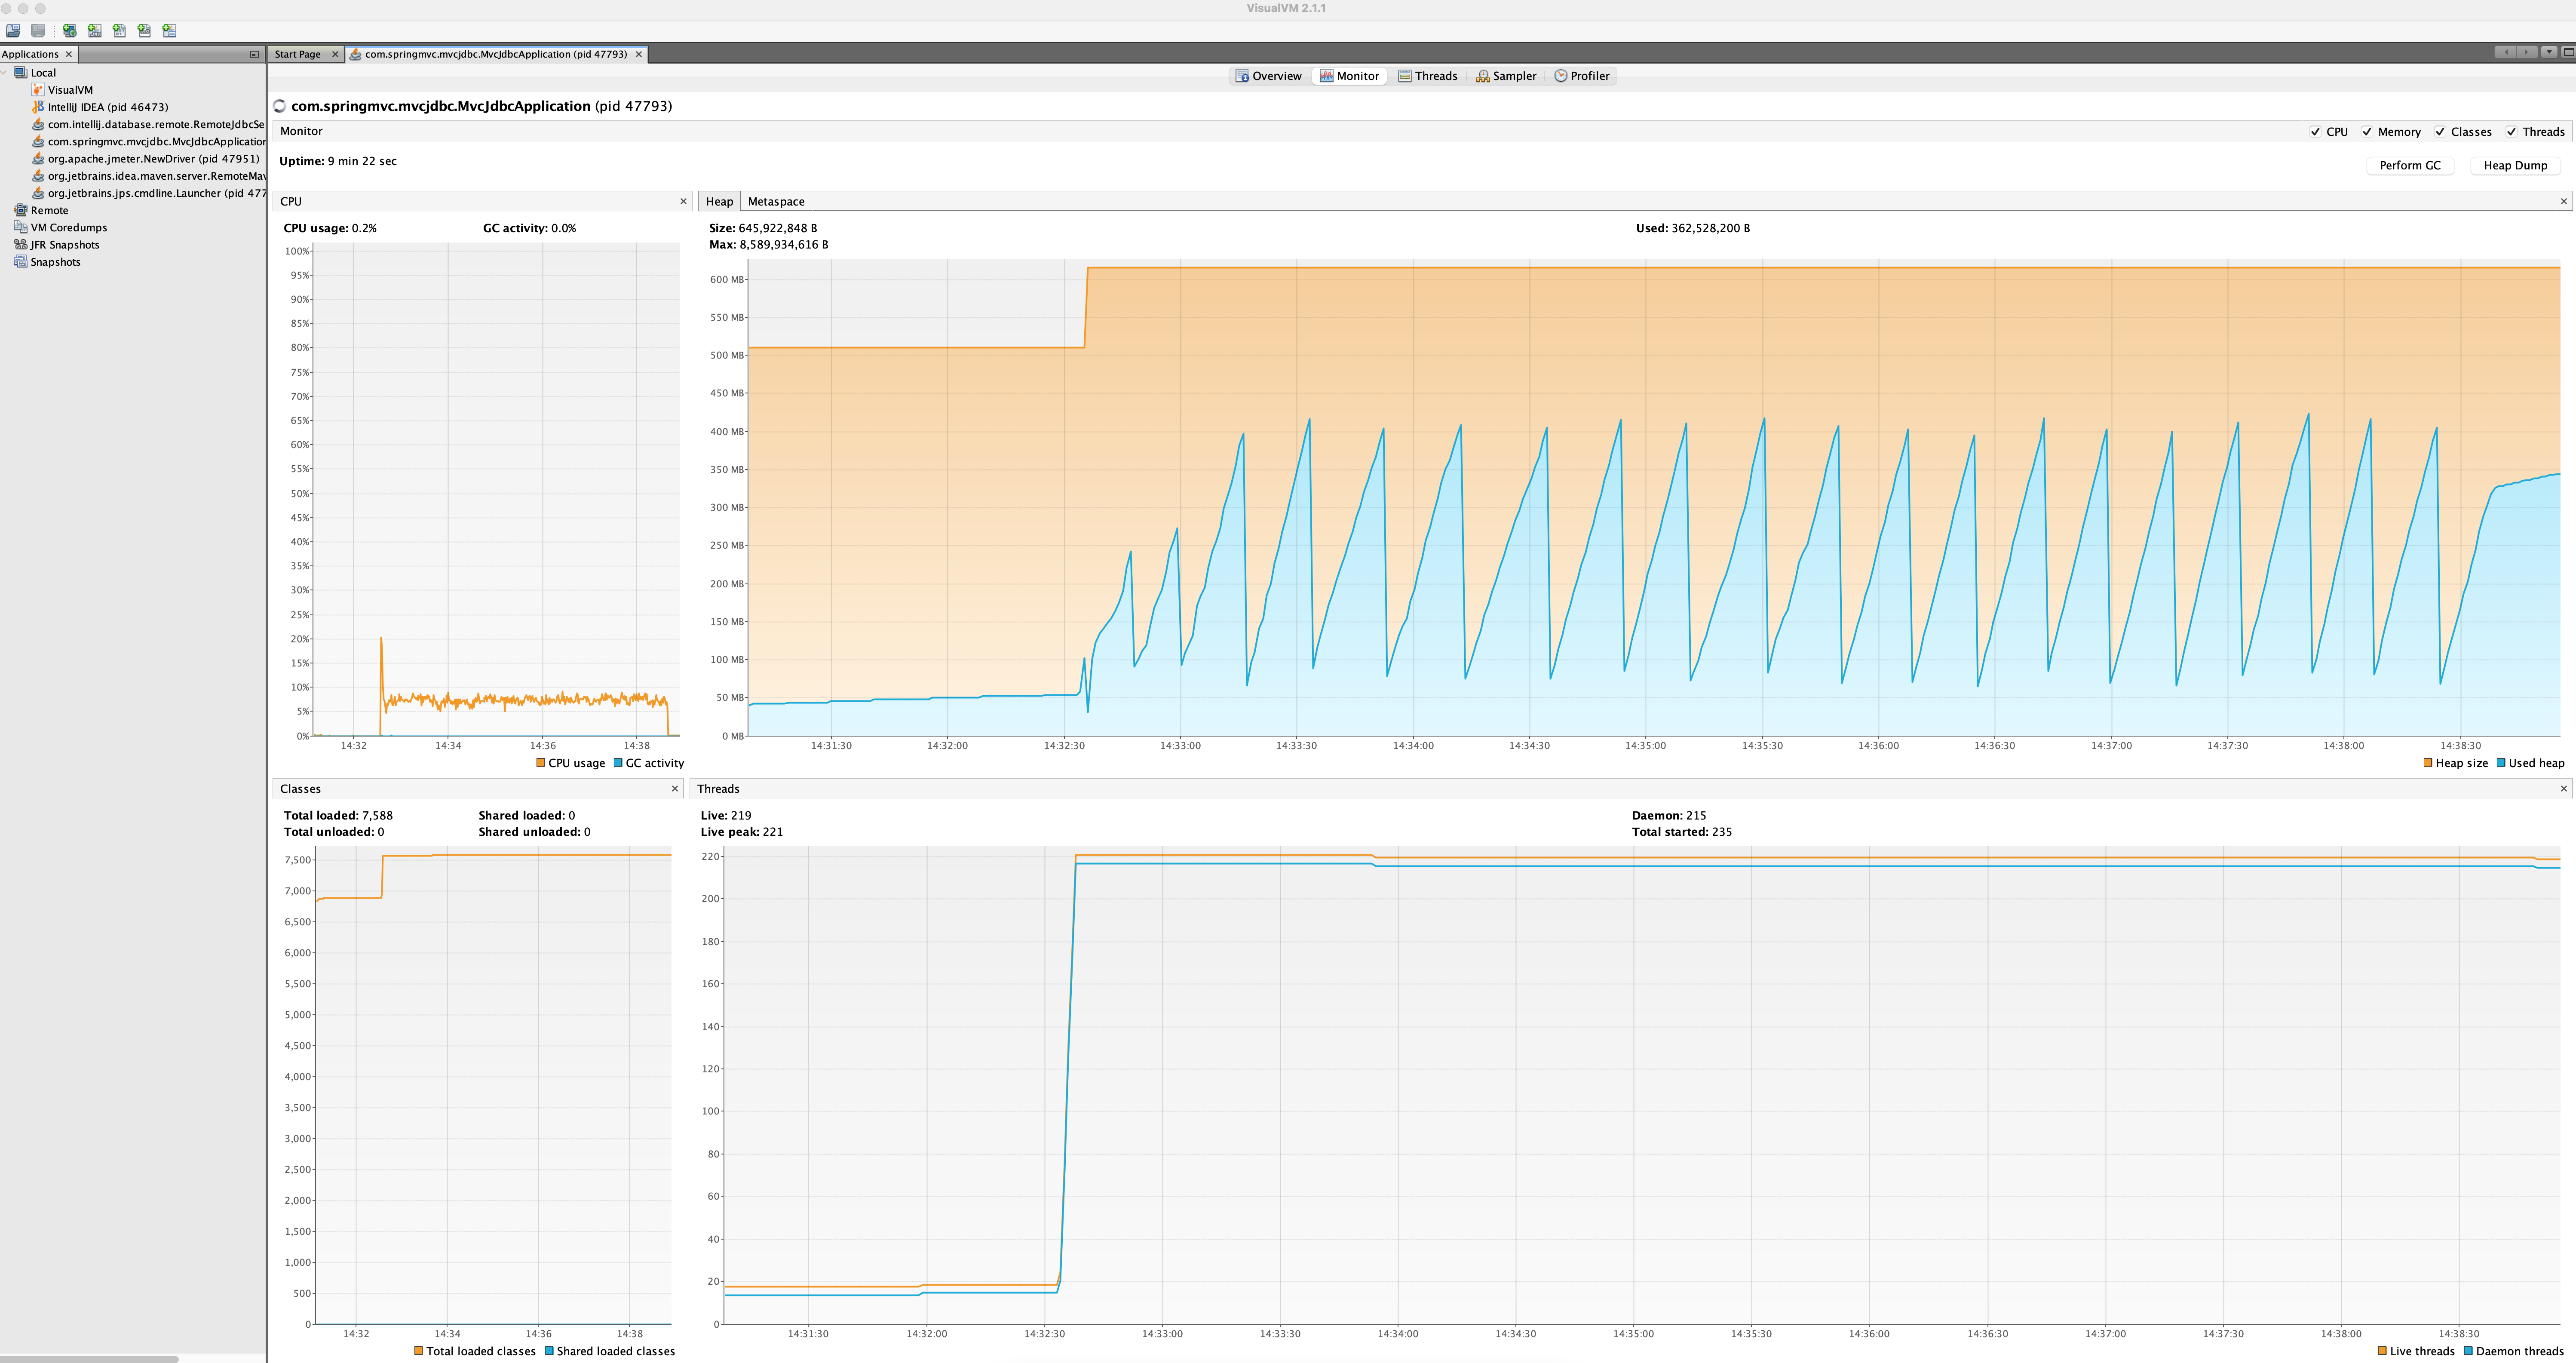 VisualVM 2.1.1
Applications
Start Page
com.springmvc.mvcjdbc.MvcJdbcApplication (pid 47793)
Local
VisualVM
IntelliJ IDEA (pid 46473)
com.intellij.database.remote.RemoteJdbcSe
com.springmvc.mvcjdbc.MvcJdbcApplication
org.apache.jmeter.NewDriver (pid 47951)
org.jetbrains.idea.maven.server.RemoteMav
org.jetbrains.jps.cmdline.Launcher (pid 477
Remote
VM Coredumps
JFR Snapshots
Snapshots
Overview Monitor Threads Sampler Profiler
com.springmvc.mvcjdbc.MvcJdbcApplication (pid 47793)
Monitor
CPU Memory Classes Threads
Uptime: 9 min 22 sec
Perform GC Heap Dump
CPU
CPU usage: 0.2% GC activity: 0.0%
100%
95%
90%
85%
80%
75%
70%
65%
60%
55%
50%
45%
40%
35%
30%
25%
20%
15%
10%
5%
0%
14:32 14:34 14:36 14:38
CPU usage GC activity
Heap Metaspace
Size: 645,922,848 B Used: 362,528,200 B
Max: 8,589,934,616 B
600 MB
550 MB
500 MB
450 MB
400 MB
350 MB
300 MB
250 MB
200 MB
150 MB
100 MB
50 MB
0 MB
14:31:30 14:32:00 14:32:30 14:33:00 14:33:30 14:34:00 14:34:30 14:35:00 14:35:30 14:36:00 14:36:30 14:37:00 14:37:30 14:38:00 14:38:30
Heap size Used heap
Classes
Total loaded: 7,588 Shared loaded: 0
Total unloaded: 0 Shared unloaded: 0
7,500
7,000
6,500
6,000
5,500
5,000
4,500
4,000
3,500
3,000
2,500
2,000
1,500
1,000
500
0
14:32 14:34 14:36 14:38
Total loaded classes Shared loaded classes
Threads
Live: 219 Daemon: 215
Live peak: 221 Total started: 235
220
200
180
160
140
120
100
80
60
40
20
0
14:31:30 14:32:00 14:32:30 14:33:00 14:33:30 14:34:00 14:34:30 14:35:00 14:35:30 14:36:00 14:36:30 14:37:00 14:37:30 14:38:00 14:38:30
Live threads Daemon threads